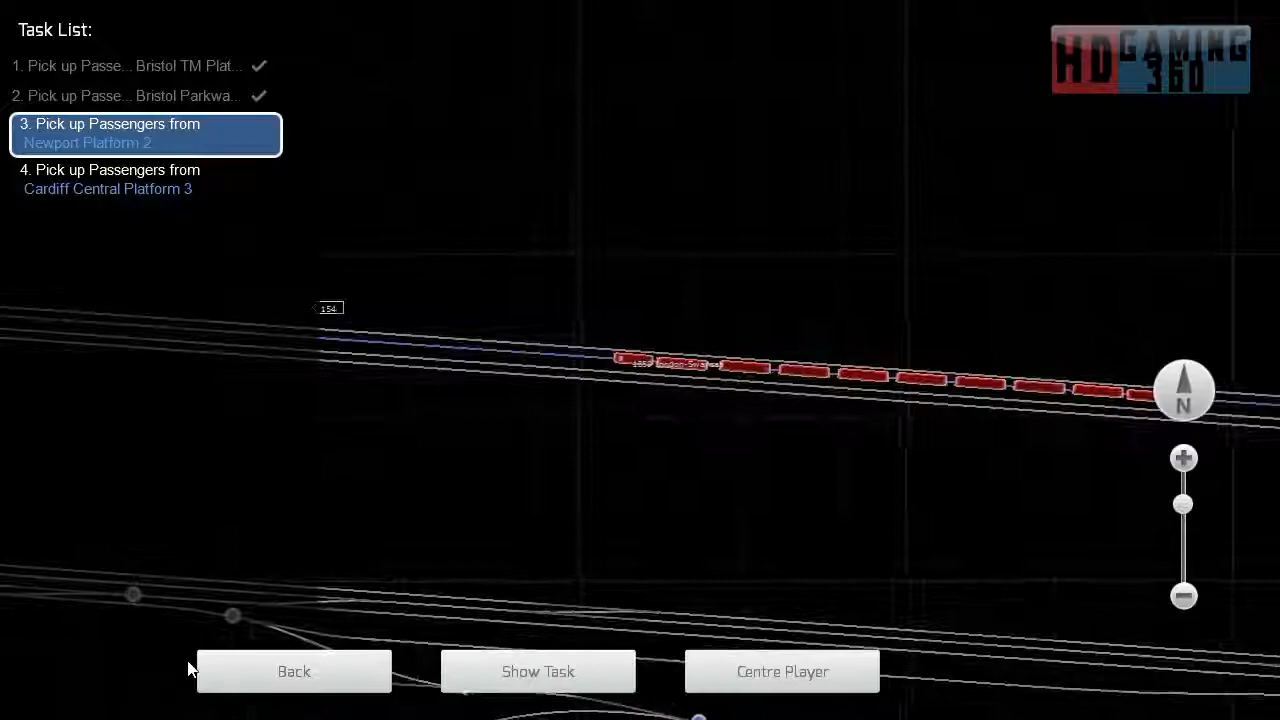 Task List:
1. Pick up Passe... Bristol TM Plat...
2. Pick up Passe... Bristol Parkwa...
3. Pick up Passengers from
Newport Platform 2
4. Pick up Passengers from
Cardiff Central Platform 3
HD GAMING
360
154
N
Back
Show Task
Centre Player